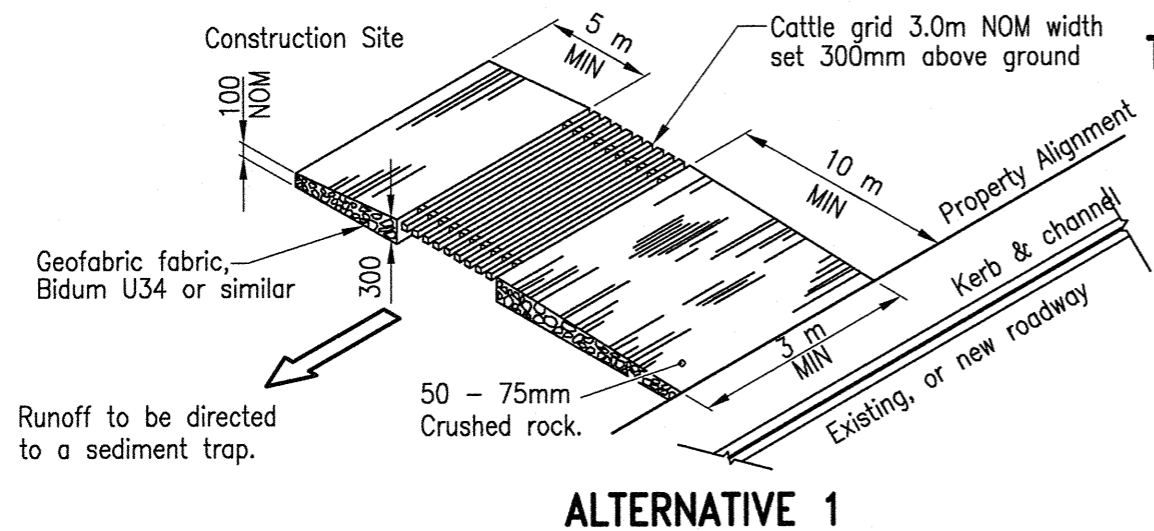 Construction Site
5 m
MIN
Cattle grid 3.0m NOM width
set 300mm above ground
T
100
NOM
10 m
MIN
Property Alignment
Kerb & channel
Geofabric fabric,
Bidum U34 or similar
300
3 m
MIN
Existing, or new roadway
50 – 75mm
Crushed rock.
Runoff to be directed
to a sediment trap.
ALTERNATIVE 1